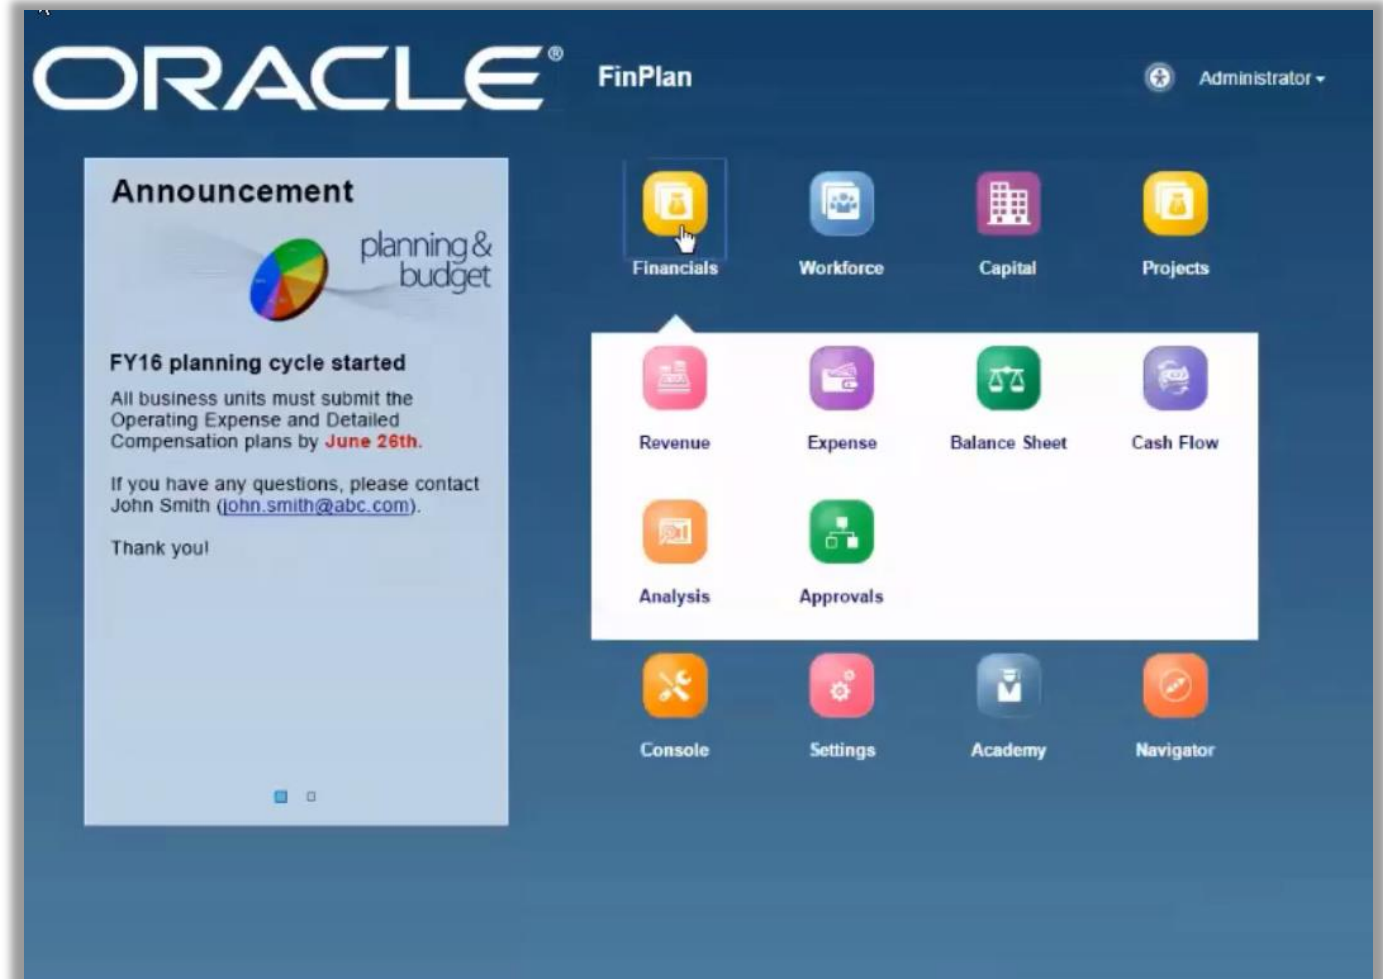 ORACLE®
FinPlan
Administrator
Announcement
planning &
budget
FY16 planning cycle started
All business units must submit the
Operating Expense and Detailed
Compensation plans by June 26th.
If you have any questions, please contact
John Smith (john.smith@abc.com).
Thank you!
Financials Workforce Capital Projects
Revenue Expense Balance Sheet Cash Flow
Analysis Approvals
Console Settings Academy Navigator